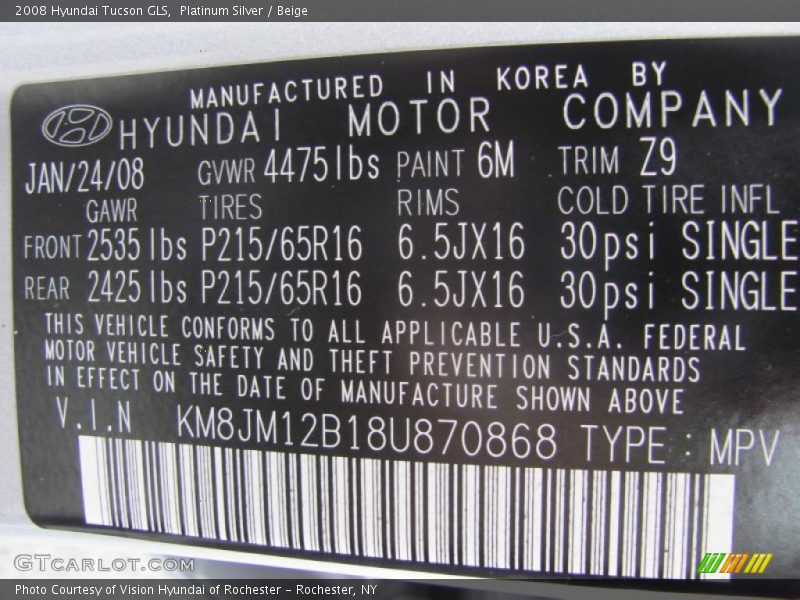 2008 Hyundai Tucson GLS, Platinum Silver / Beige
MANUFACTURED IN KOREA BY
HYUNDAI MOTOR COMPANY
JAN/24/08 GVWR 4475lbs PAINT 6M TRIM Z9
GAWR TIRES RIMS COLD TIRE INFL
FRONT 2535 lbs P215/65R16 6.5JX16 30psi SINGLE
REAR 2425 lbs P215/65R16 6.5JX16 30psi SINGLE
THIS VEHICLE CONFORMS TO ALL APPLICABLE U.S.A. FEDERAL
MOTOR VEHICLE SAFETY AND THEFT PREVENTION STANDARDS
IN EFFECT ON THE DATE OF MANUFACTURE SHOWN ABOVE
V.I.N KM8JM12B18U870868 TYPE : MPV
GTCARLOT.COM
Photo Courtesy of Vision Hyundai of Rochester - Rochester, NY